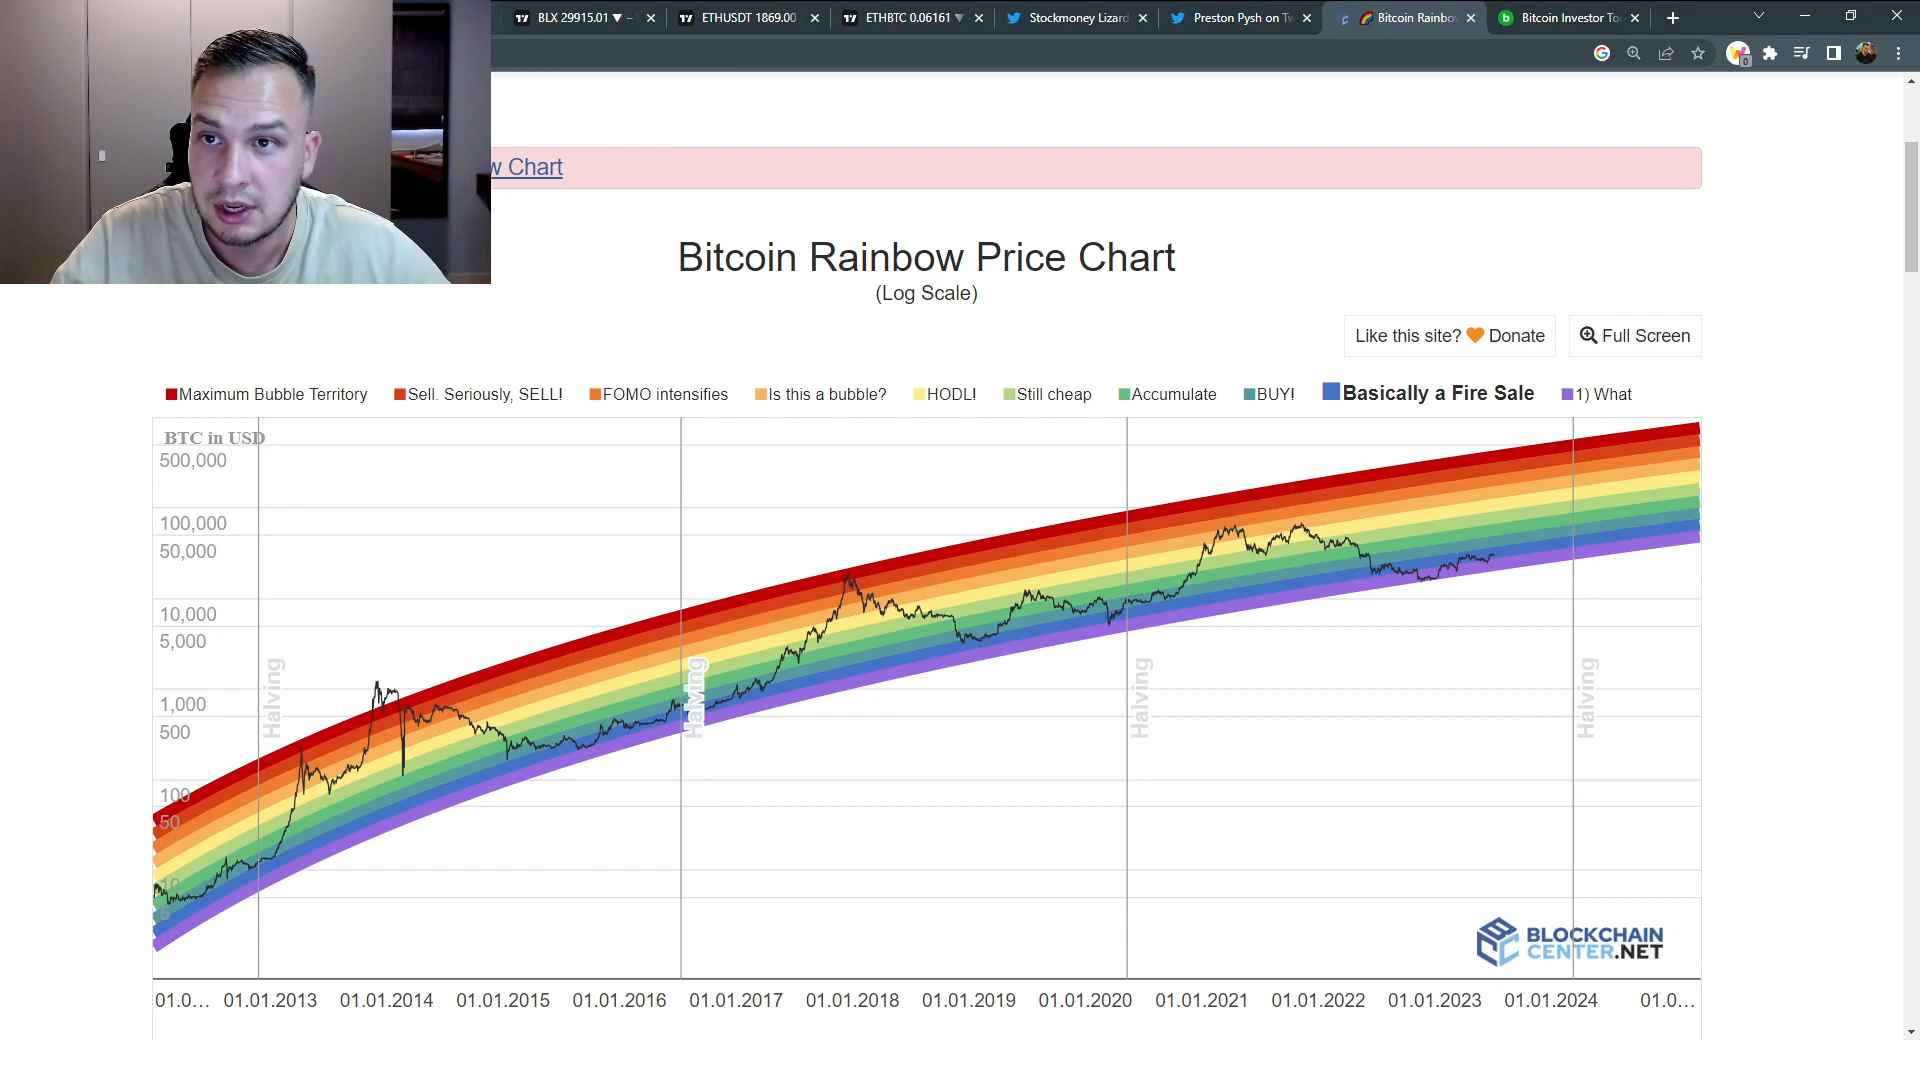 BLX 29915.01 ▼ −
ETHUSDT 1869.00
ETHBTC 0.06161 ▼
Stockmoney Lizard
Preston Pysh on Tw
Bitcoin Rainbo
Bitcoin Investor To
0
w Chart
Bitcoin Rainbow Price Chart
(Log Scale)
Like this site? 🧡 Donate
Full Screen
Maximum Bubble Territory
Sell. Seriously, SELL!
FOMO intensifies
Is this a bubble?
HODL!
Still cheap
Accumulate
BUY!
Basically a Fire Sale
1) What
BTC in USD
500,000
100,000
50,000
10,000
5,000
1,000
500
100
50
10
5
Halving
Halving
Halving
Halving
BLOCKCHAIN
CENTER.NET
01.0…
01.01.2013
01.01.2014
01.01.2015
01.01.2016
01.01.2017
01.01.2018
01.01.2019
01.01.2020
01.01.2021
01.01.2022
01.01.2023
01.01.2024
01.0…